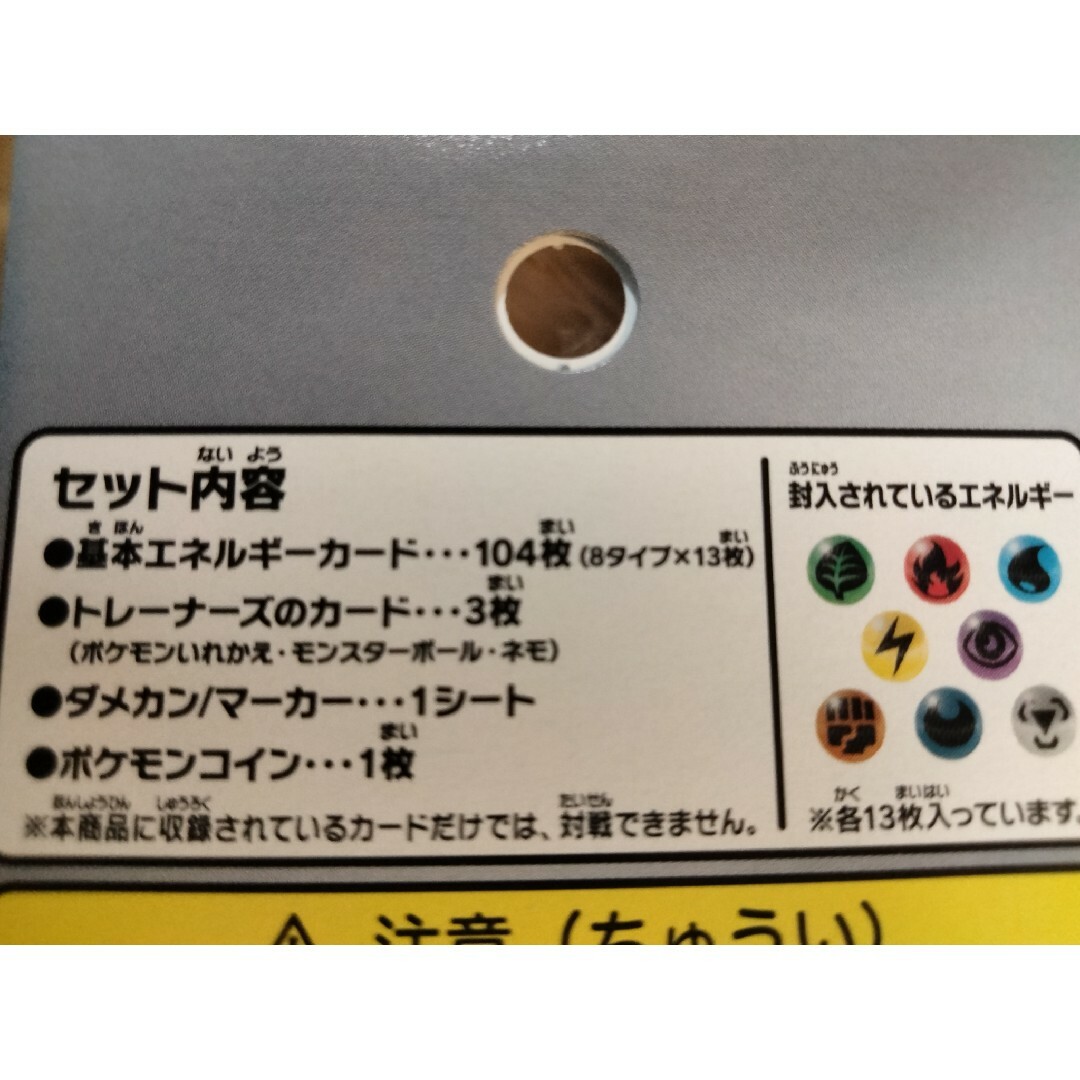 セット内容
ない よう
●基本エネルギーカード・・・104枚(8タイプ×13枚)
き ほん まい まい
●トレーナーズのカード・・・3枚
まい
(ポケモンいれかえ・モンスターボール・ネモ)
●ダメカン/マーカー・・・1シート
●ポケモンコイン・・・1枚
まい
※本商品に収録されているカードだけでは、対戦できません。
ほんしょうひん しゅうろく たいせん
封入されているエネルギー
ふうにゅう
※各13枚入っています。
かく まいはい
注意(ちゅうい)